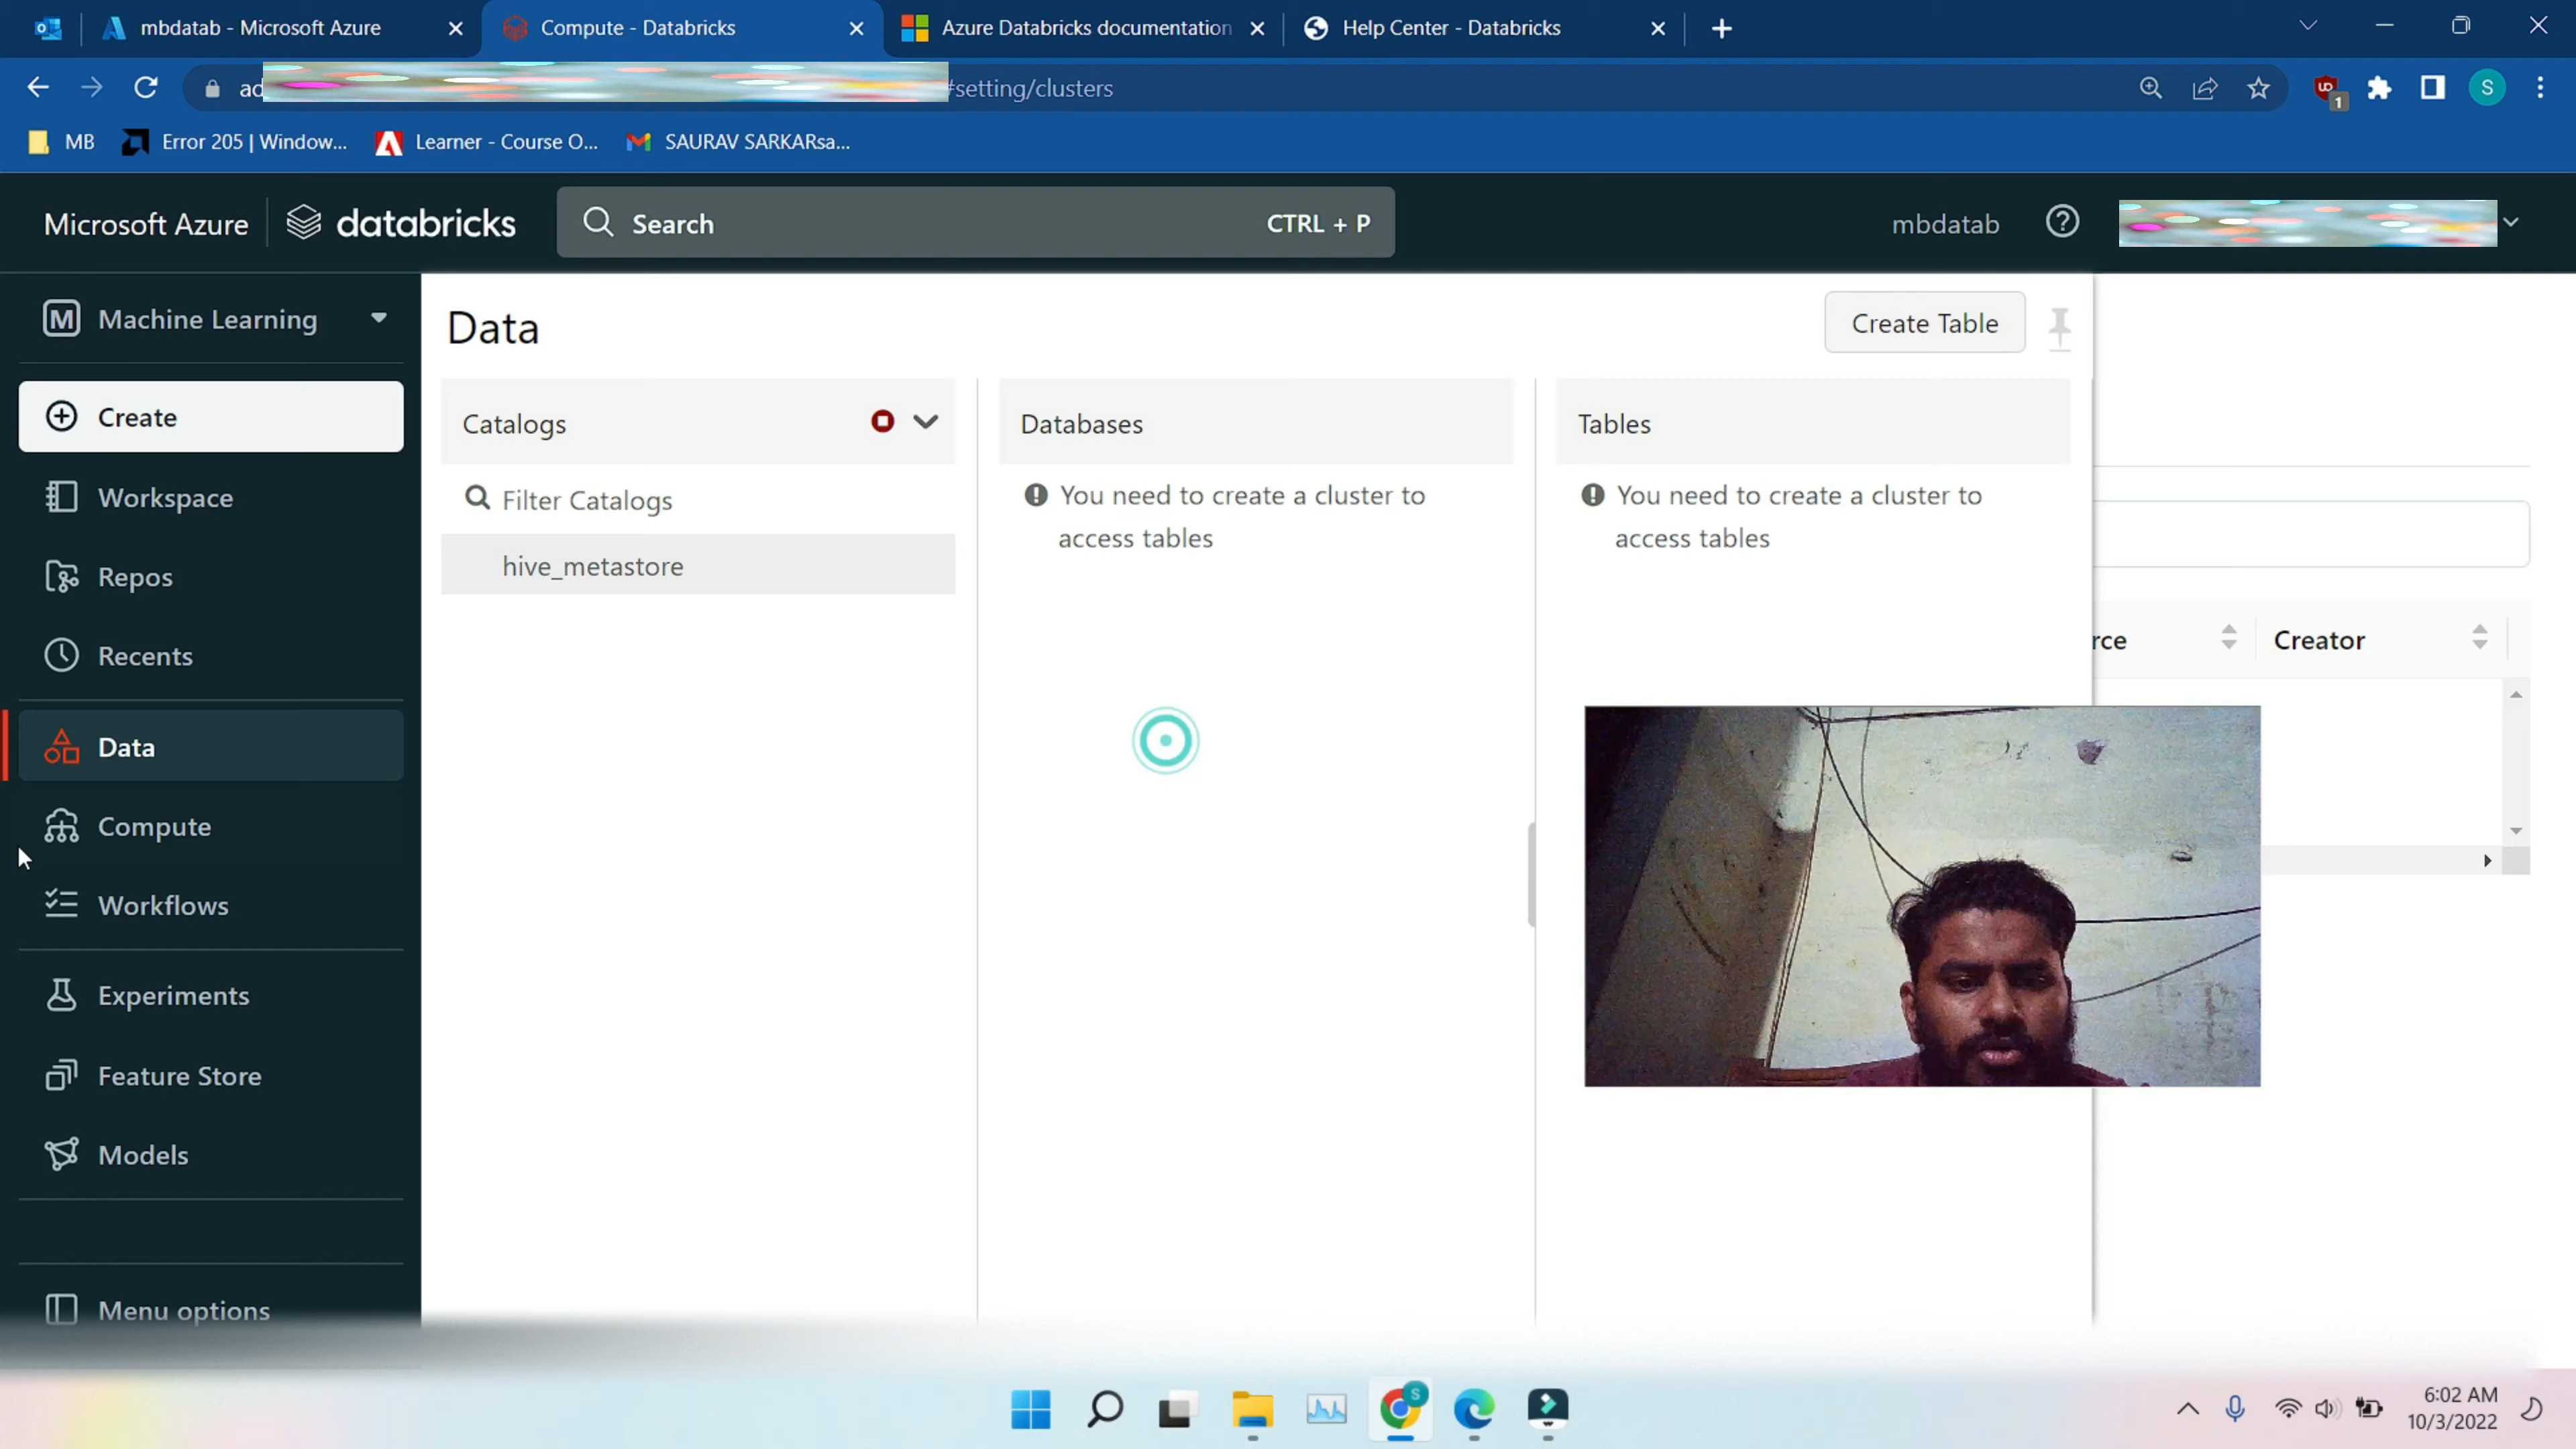 mbdatab - Microsoft Azure
Compute - Databricks
Azure Databricks documentation
Help Center - Databricks
#setting/clusters
S
1
MB
Error 205 | Window...
Learner - Course O...
SAURAV SARKARsa...
Microsoft Azure
databricks
Search
CTRL + P
mbdatab
M
Machine Learning
Create
Workspace
Repos
Recents
Data
Compute
Workflows
Experiments
Feature Store
Models
Menu options
Data
Create Table
Catalogs
Filter Catalogs
hive_metastore
Databases
You need to create a cluster to
access tables
Tables
You need to create a cluster to
access tables
rce
Creator
S
6:02 AM
10/3/2022